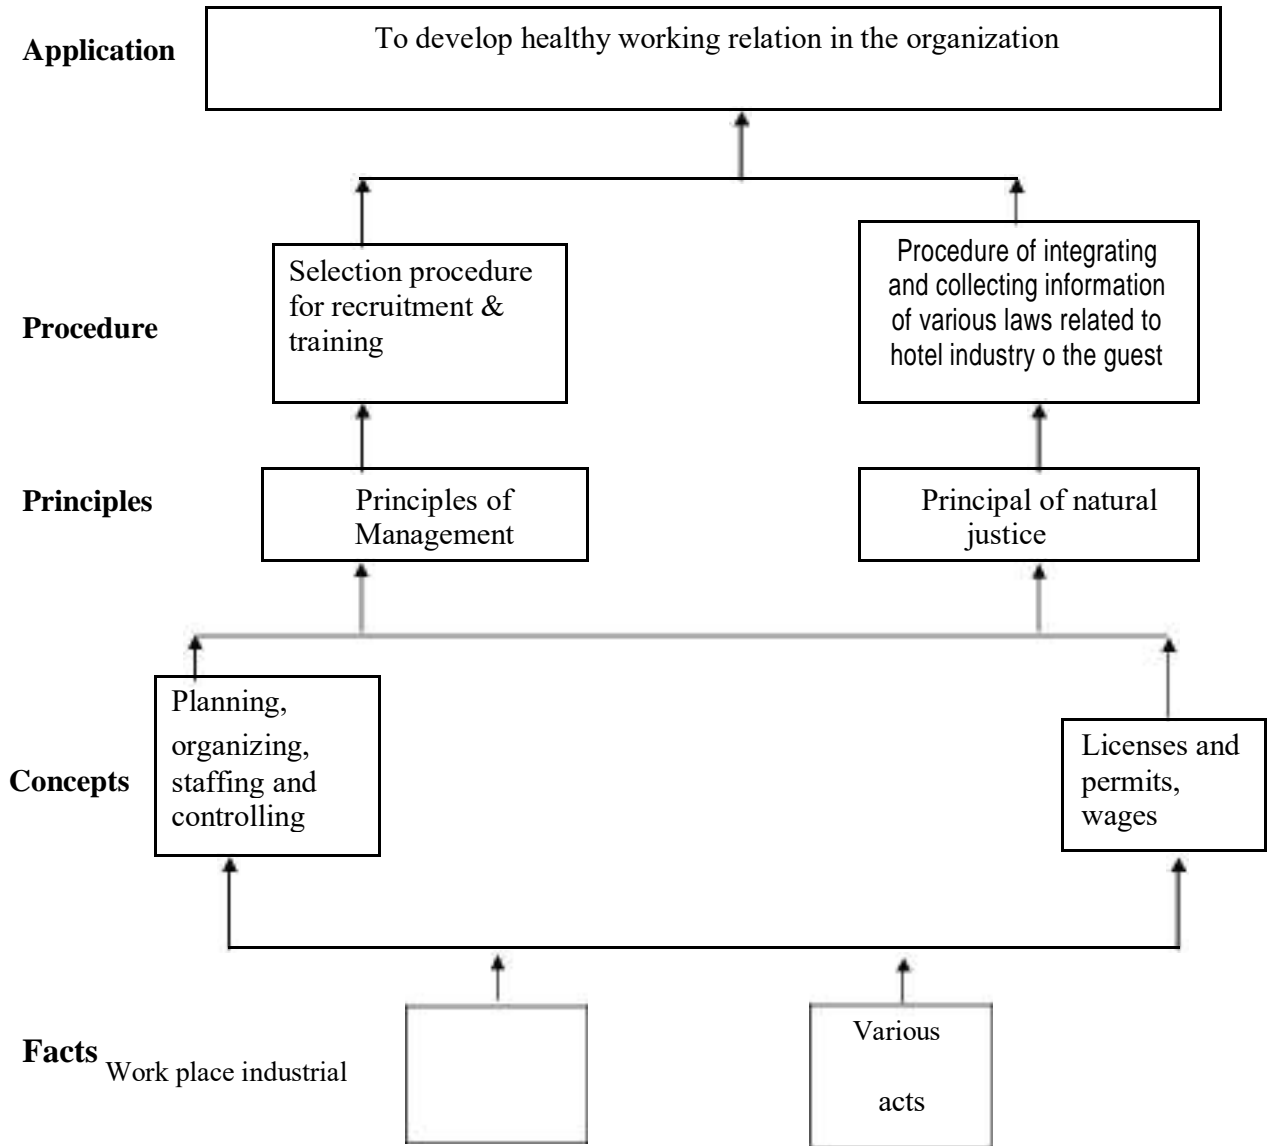 Application
To develop healthy working relation in the organization
Procedure
Selection procedure
for recruitment &
training
Procedure of integrating
and collecting information
of various laws related to
hotel industry o the guest
Principles
Principles of
Management
Principal of natural
justice
Concepts
Planning,
organizing,
staffing and
controlling
Licenses and
permits,
wages
Facts
Work place industrial
Various
acts